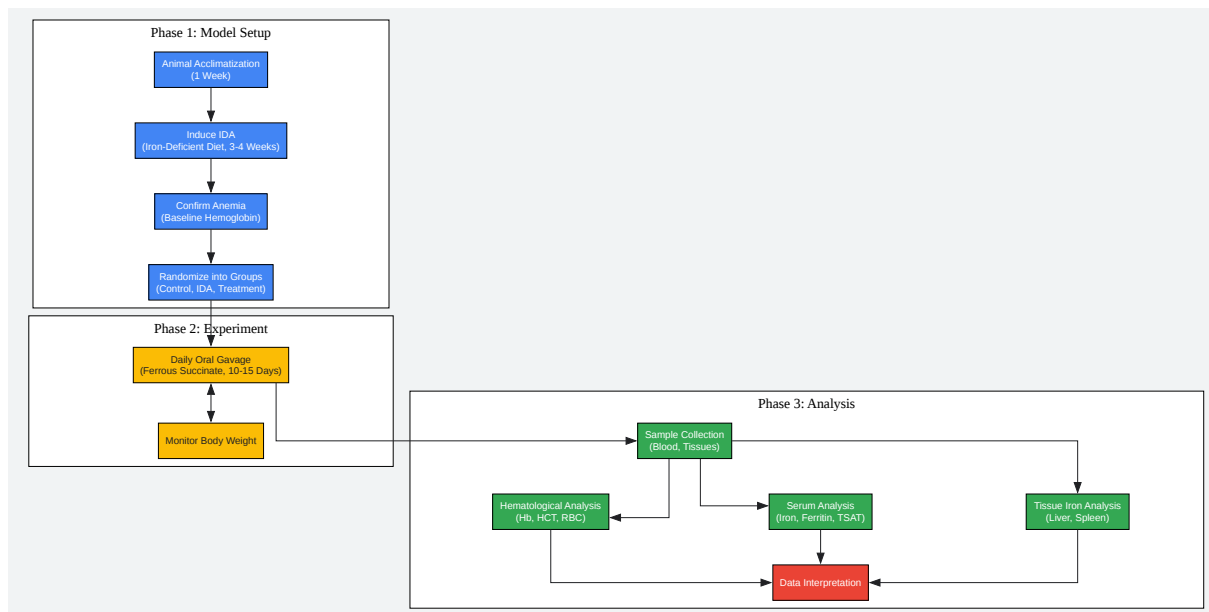 Phase 1: Model Setup
Animal Acclimatization
(1 Week)
Induce IDA
(Iron-Deficient Diet, 3-4 Weeks)
Confirm Anemia
(Baseline Hemoglobin)
Randomize into Groups
(Control, IDA, Treatment)
Phase 2: Experiment
Daily Oral Gavage
(Ferrous Succinate, 10-15 Days)
Monitor Body Weight
Phase 3: Analysis
Sample Collection
(Blood, Tissues)
Hematological Analysis
(Hb, HCT, RBC)
Serum Analysis
(Iron, Ferritin, TSAT)
Tissue Iron Analysis
(Liver, Spleen)
Data Interpretation